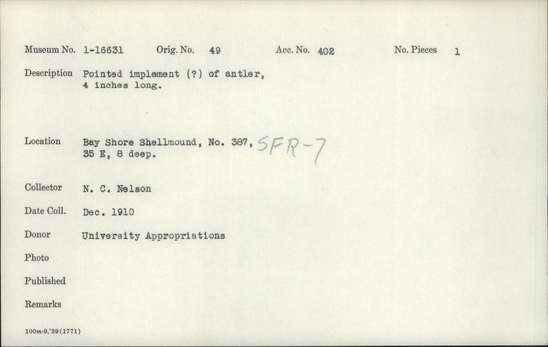 Museum No. 1-16631 Orig. No. 49 Acc. No. 402 No. Pieces 1
Description Pointed implement (?) of antler,
4 inches long.
Location Bay Shore Shellmound, No. 387, SFR-7
35 E, 8 deep.
Collector N. C. Nelson
Date Coll. Dec. 1910
Donor University Appropriations
Photo
Published
Remarks
100m-9,'39(1771)